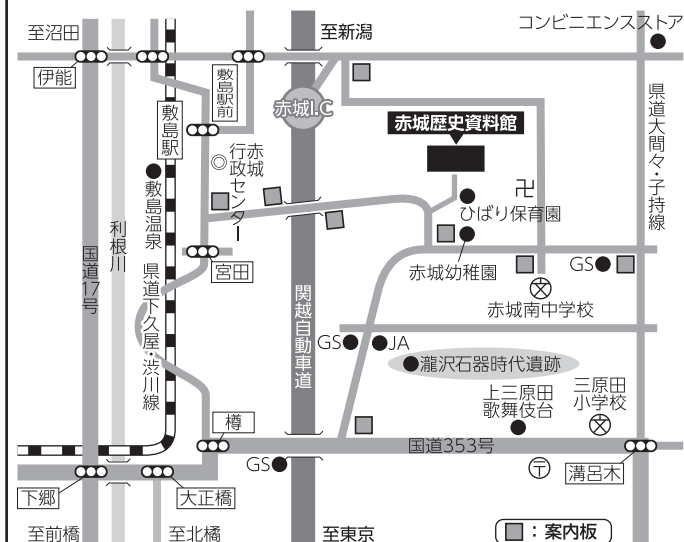 コンビニエンスストア
至沼田
至新潟
伊能
敷島駅前
赤城I.C
県道大間々・子持線
敷島駅
赤城歴史資料館
赤城
行政センター
卍
敷島温泉
ひばり保育園
利根川
国道17号
宮田
赤城幼稚園
GS
県道下久屋・渋川線
関越自動車道
文
赤城南中学校
GS
JA
瀧沢石器時代遺跡
上三原田
歌舞伎台
三原田
小学校
文
樽
国道353号
GS
〒
溝呂木
下郷
大正橋
至前橋
至北橘
至東京
:案内板